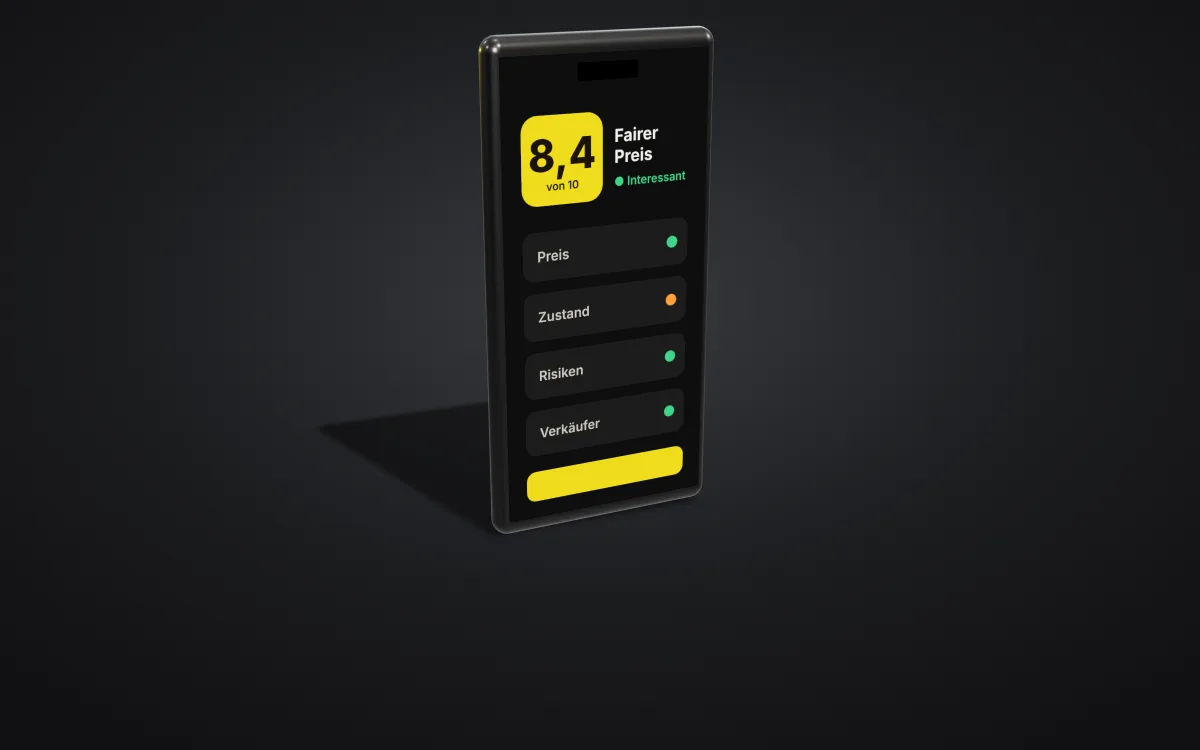 8,4
von 10
Fairer
Preis
Interessant
Preis
Zustand
Risiken
Verkäufer